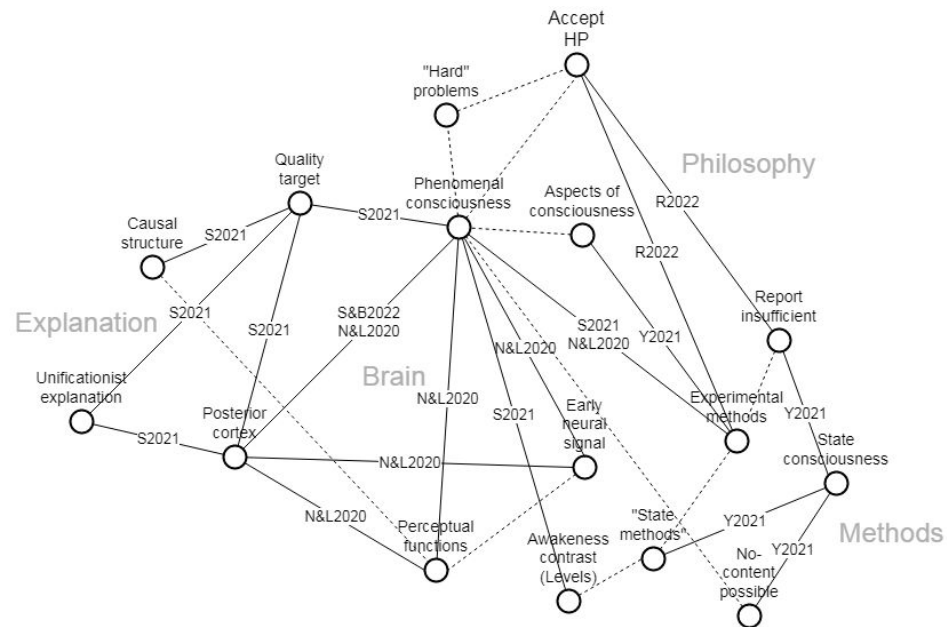 Accept
HP
"Hard"
problems
Philosophy
Quality
target
Phenomenal
consciousness
Aspects of
consciousness
R2022
S2021
Causal
structure
S2021
R2022
Explanation
S2021
S2021
S&B2022
N&L2020
Brain
N&L2020
S2021
N&L2020
Y2021
Report
insufficient
Unificationist
explanation
Posterior
cortex
N&L2020
S2021
Early
neural
signal
Experimental
methods
Y2021
S2021
N&L2020
State
consciousness
N&L2020
Perceptual
functions
Awakeness
contrast
(Levels)
"State
methods"
Y2021
Methods
No-
content
possible
Y2021